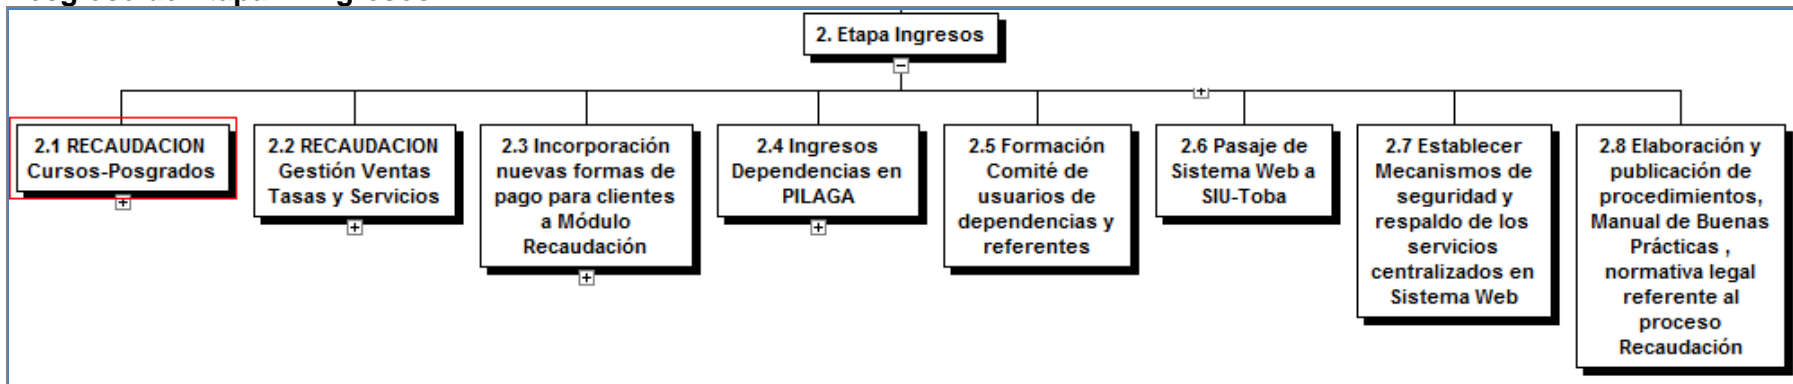 2. Etapa Ingresos
2.1 RECAUDACION
Cursos-Posgrados
2.2 RECAUDACION
Gestión Ventas
Tasas y Servicios
2.3 Incorporación
nuevas formas de
pago para clientes
a Módulo
Recaudación
2.4 Ingresos
Dependencias en
PILAGA
2.5 Formación
Comité de
usuarios de
dependencias y
referentes
2.6 Pasaje de
Sistema Web a
SIU-Toba
2.7 Establecer
Mecanismos de
seguridad y
respaldo de los
servicios
centralizados en
Sistema Web
2.8 Elaboración y
publicación de
procedimientos,
Manual de Buenas
Prácticas ,
normativa legal
referente al
proceso
Recaudación